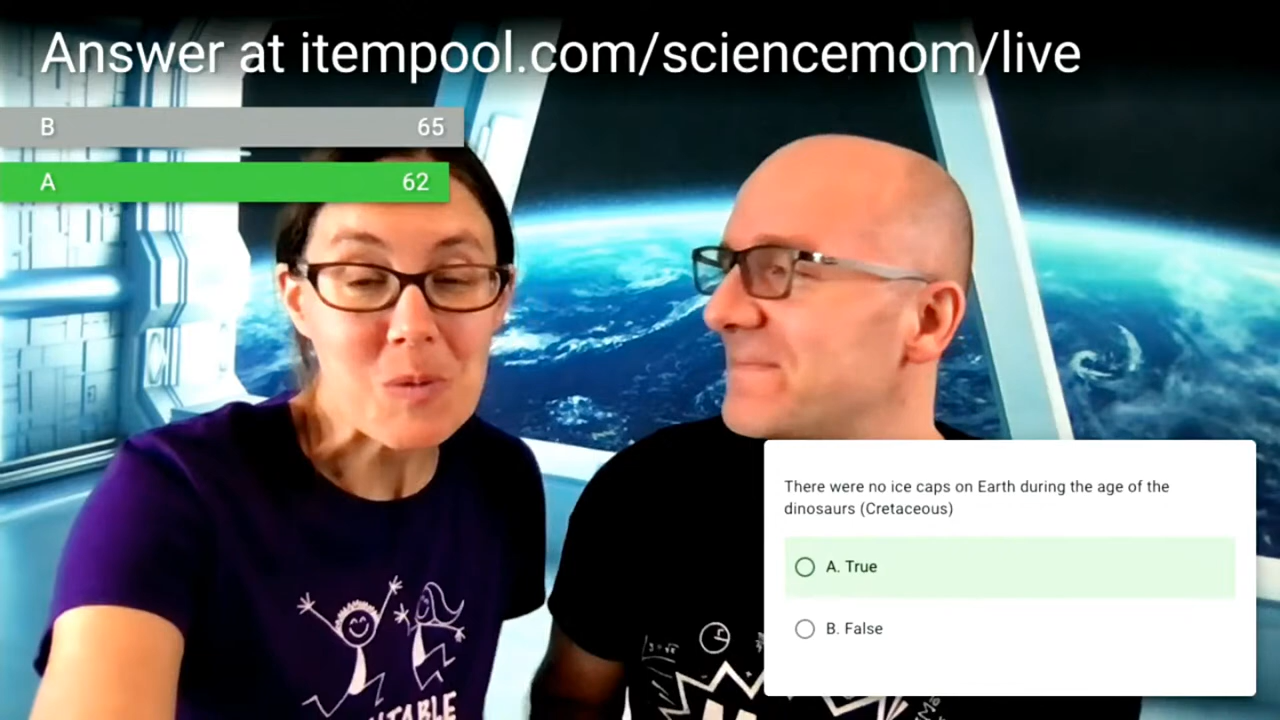 Answer at itempool.com/sciencemom/live
B 65
A 62
There were no ice caps on Earth during the age of the
dinosaurs (Cretaceous)
A. True
B. False